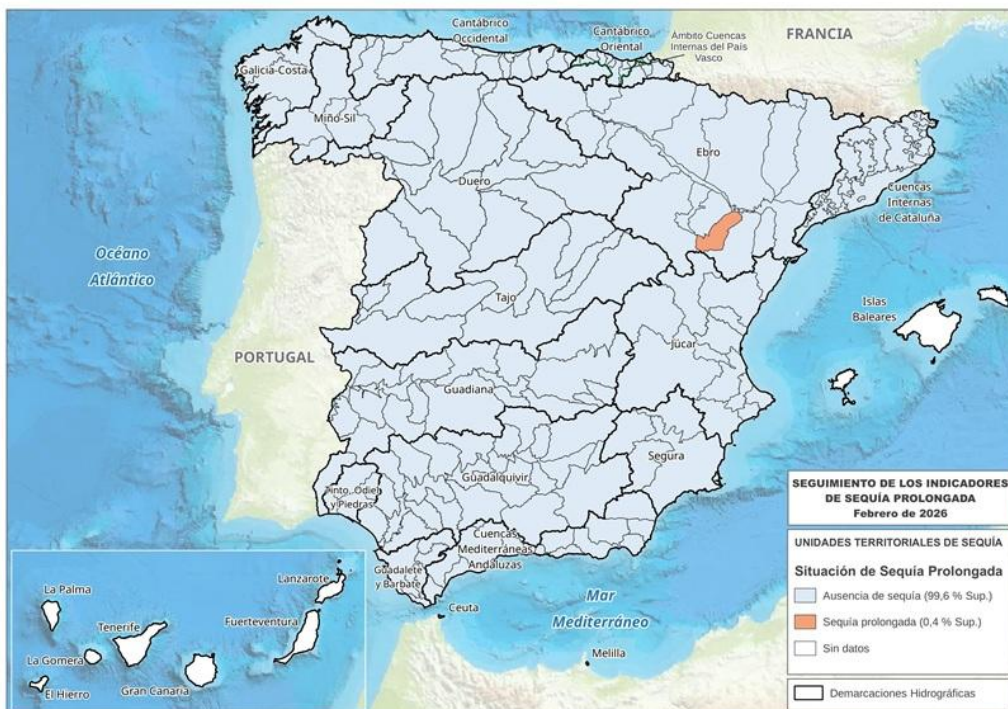 Cantábrico
Occidental
Cantábrico
Oriental
Ámbito Cuencas
Internas del País
Vasco
FRANCIA
Galicia-Costa
Miño-Sil
Ebro
Duero
Cuencas
Internas
de Cataluña
Océano
Atlántico
Tajo
Islas
Baleares
PORTUGAL
Júcar
Guadiana
Segura
Guadalquivir
Tinto, Odiel
y Piedras
Cuencas
Mediterráneas
Andaluzas
Guadalete
y Barbate
Ceuta
Mar
Mediterráneo
Melilla
La Palma
Lanzarote
Tenerife
Fuerteventura
La Gomera
El Hierro
Gran Canaria
SEGUIMIENTO DE LOS INDICADORES
DE SEQUÍA PROLONGADA
Febrero de 2026
UNIDADES TERRITORIALES DE SEQUÍA
Situación de Sequía Prolongada
Ausencia de sequía (99,6 % Sup.)
Sequía prolongada (0,4 % Sup.)
Sin datos
Demarcaciones Hidrográficas